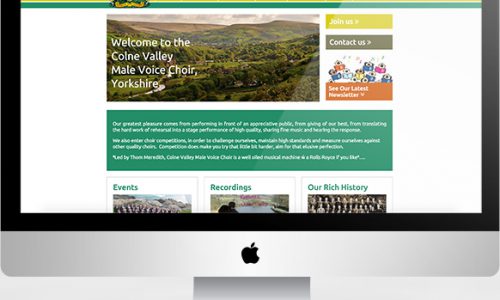 Welcome to the
Colne Valley
Male Voice Choir,
Yorkshire
Join us >
Contact us >
See Our Latest
Newsletter
Our greatest pleasure comes from performing in front of an appreciative public, from giving of our best, from translating
the hard work of rehearsal into a stage performance of high quality, sharing fine music and hearing the response.
We also enter choir competitions, in order to challenge ourselves, maintain high standards and measure ourselves against
other quality choirs. Competition does make you try that little bit harder, aim for that elusive perfection.
"Led by Thom Meredith, Colne Valley Male Voice Choir is a well oiled musical machine a Rolls Royce if you like"....
Events
Recordings
Our Rich History